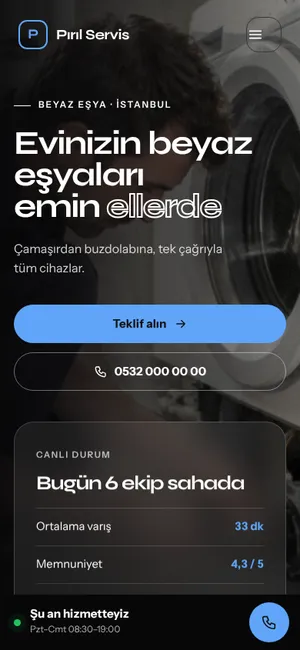 P Pırıl Servis
BEYAZ EŞYA · İSTANBUL
Evinizin beyaz
eşyaları
emin ellerde
Çamaşırdan buzdolabına, tek çağrıyla
tüm cihazlar.
Teklif alın →
0532 000 00 00
CANLI DURUM
Bugün 6 ekip sahada
Ortalama varış 33 dk
Memnuniyet 4,3 / 5
Şu an hizmetteyiz
Pzt–Cmt 08:30–19:00